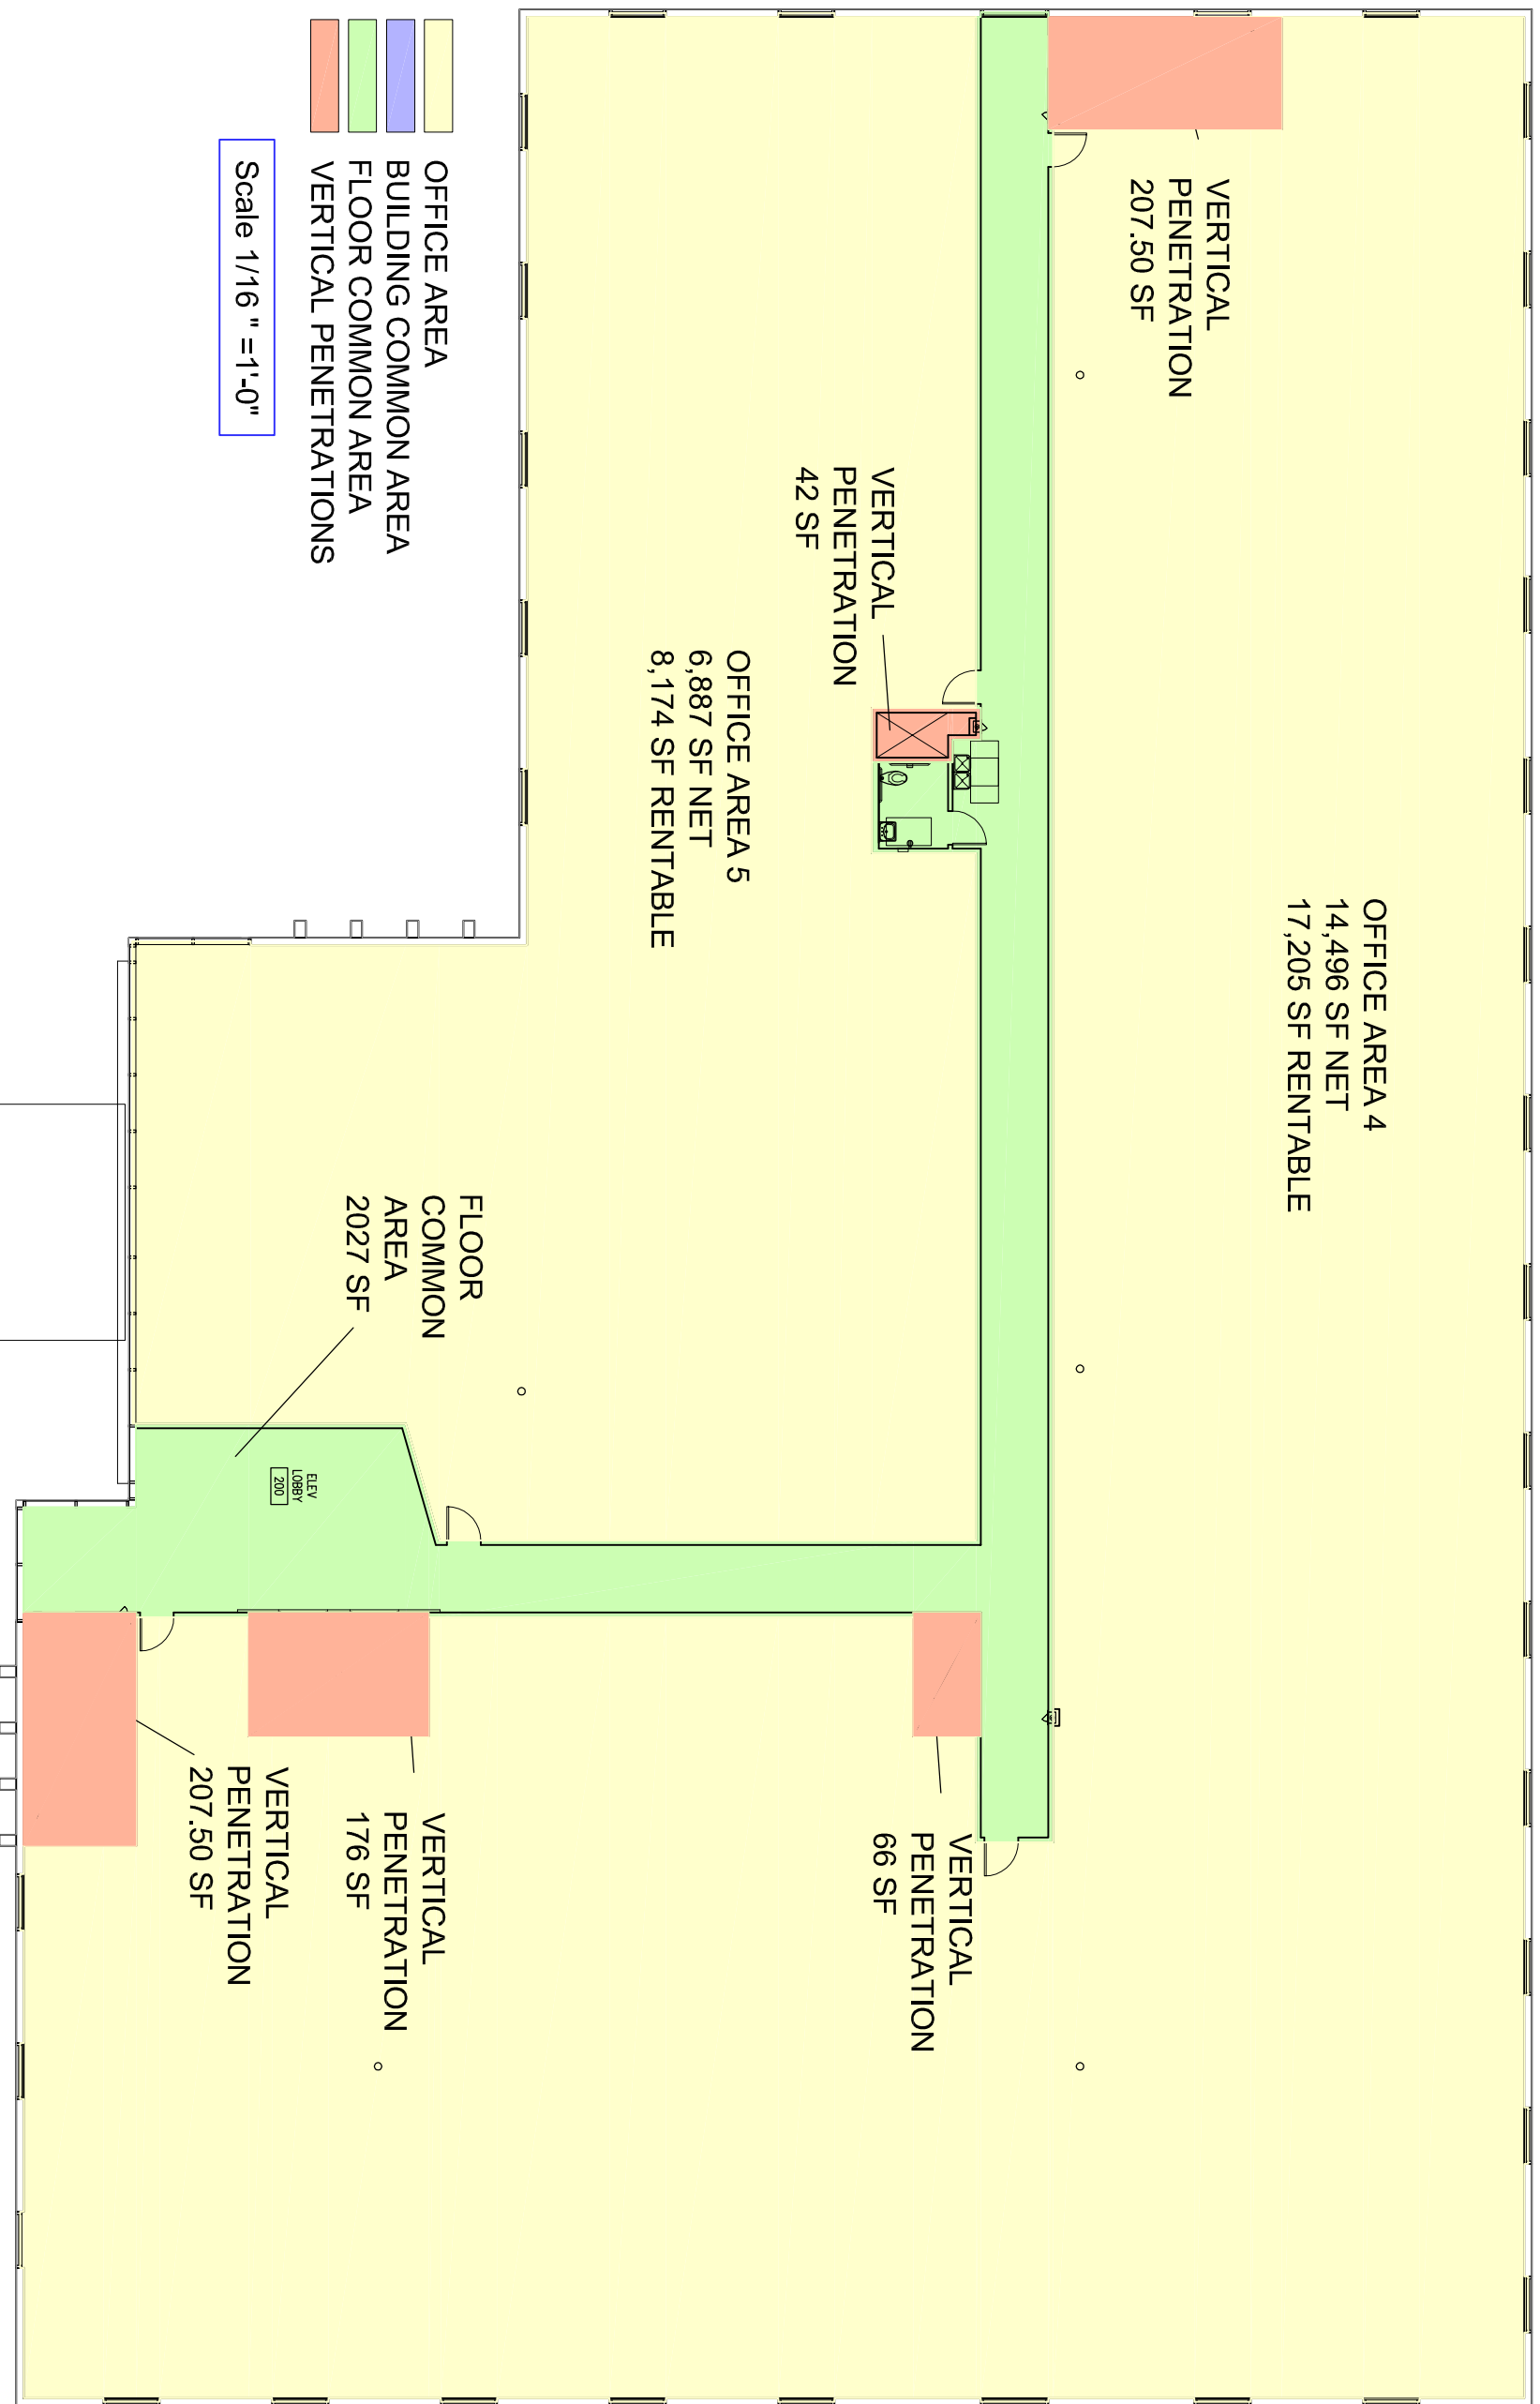 OFFICE AREA 4
14,496 SF NET
17,205 SF RENTABLE
VERTICAL
PENETRATION
207.50 SF
VERTICAL
PENETRATION
42 SF
OFFICE AREA 5
6,887 SF NET
8,174 SF RENTABLE
VERTICAL
PENETRATION
66 SF
FLOOR
COMMON
AREA
2027 SF
ELEV
LOBBY
200
VERTICAL
PENETRATION
176 SF
VERTICAL
PENETRATION
207.50 SF
OFFICE AREA
BUILDING COMMON AREA
FLOOR COMMON AREA
VERTICAL PENETRATIONS
Scale 1/16 " =1'-0"